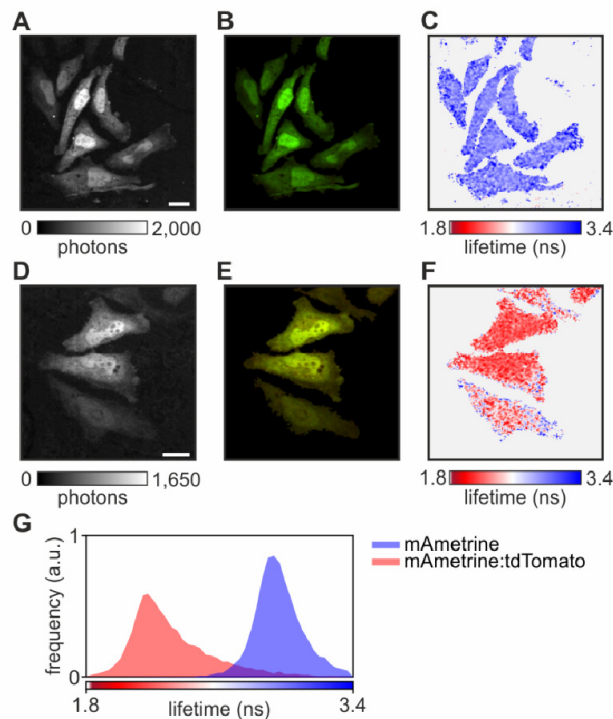 A B C
0 2,000
photons
1.8 3.4
lifetime (ns)
D E F
0 1,650
photons
1.8 3.4
lifetime (ns)
G
1
frequency (a.u.)
0
1.8 3.4
lifetime (ns)
mAmetrine
mAmetrine:tdTomato